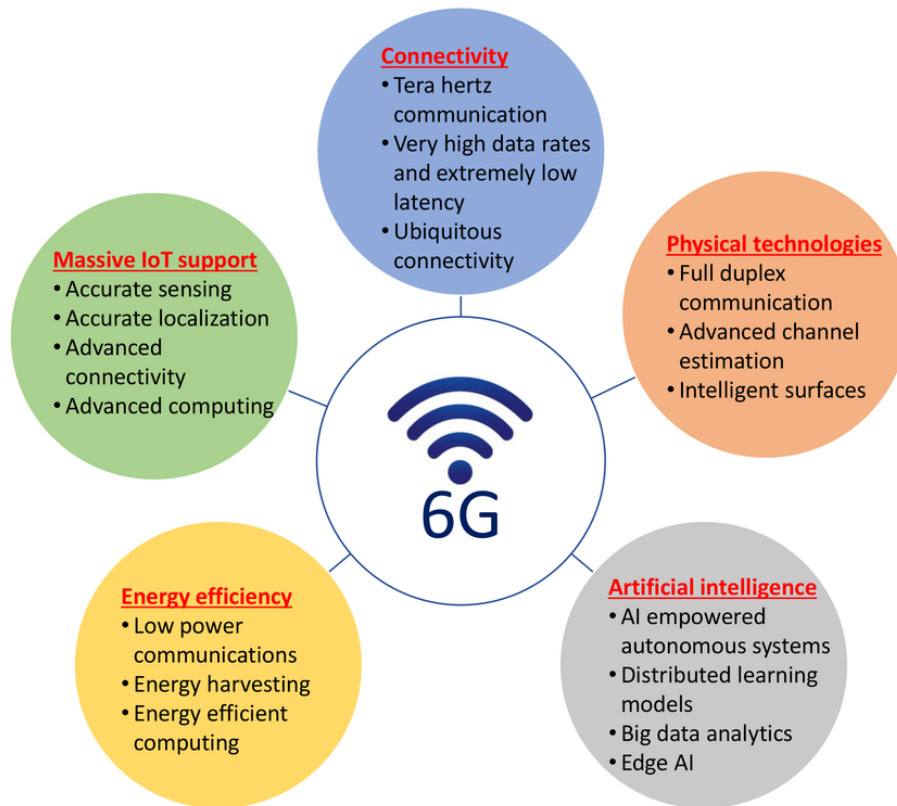 Connectivity
• Tera hertz
communication
• Very high data rates
and extremely low
latency
• Ubiquitous
connectivity
Physical technologies
• Full duplex
communication
• Advanced channel
estimation
• Intelligent surfaces
Massive IoT support
• Accurate sensing
• Accurate localization
• Advanced
connectivity
• Advanced computing
6G
Energy efficiency
• Low power
communications
• Energy harvesting
• Energy efficient
computing
Artificial intelligence
• AI empowered
autonomous systems
• Distributed learning
models
• Big data analytics
• Edge AI